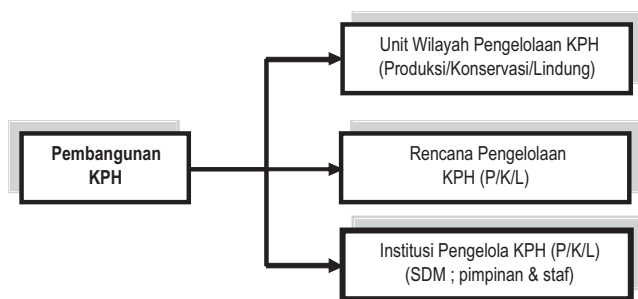 Unit Wilayah Pengelolaan KPH
(Produksi/Konservasi/Lindung)
Pembangunan
KPH
Rencana Pengelolaan
KPH (P/K/L)
Institusi Pengelola KPH (P/K/L)
(SDM ; pimpinan & staf)